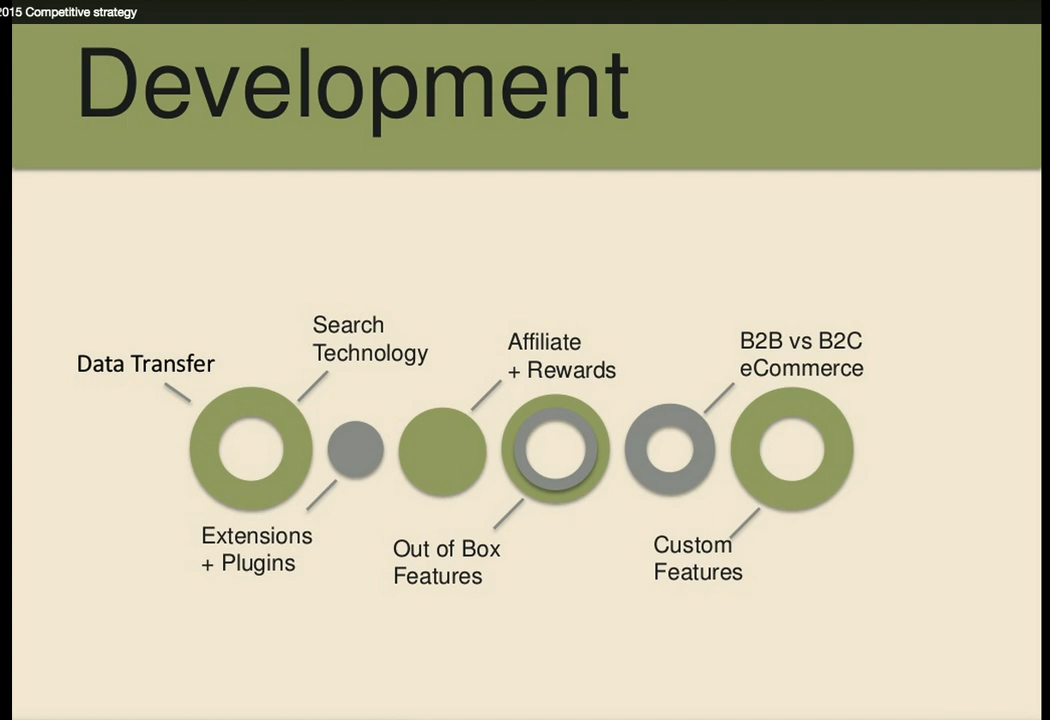 2015 Competitive strategy
Development
Data Transfer
Search
Technology
Affiliate
+ Rewards
B2B vs B2C
eCommerce
Extensions
+ Plugins
Out of Box
Features
Custom
Features